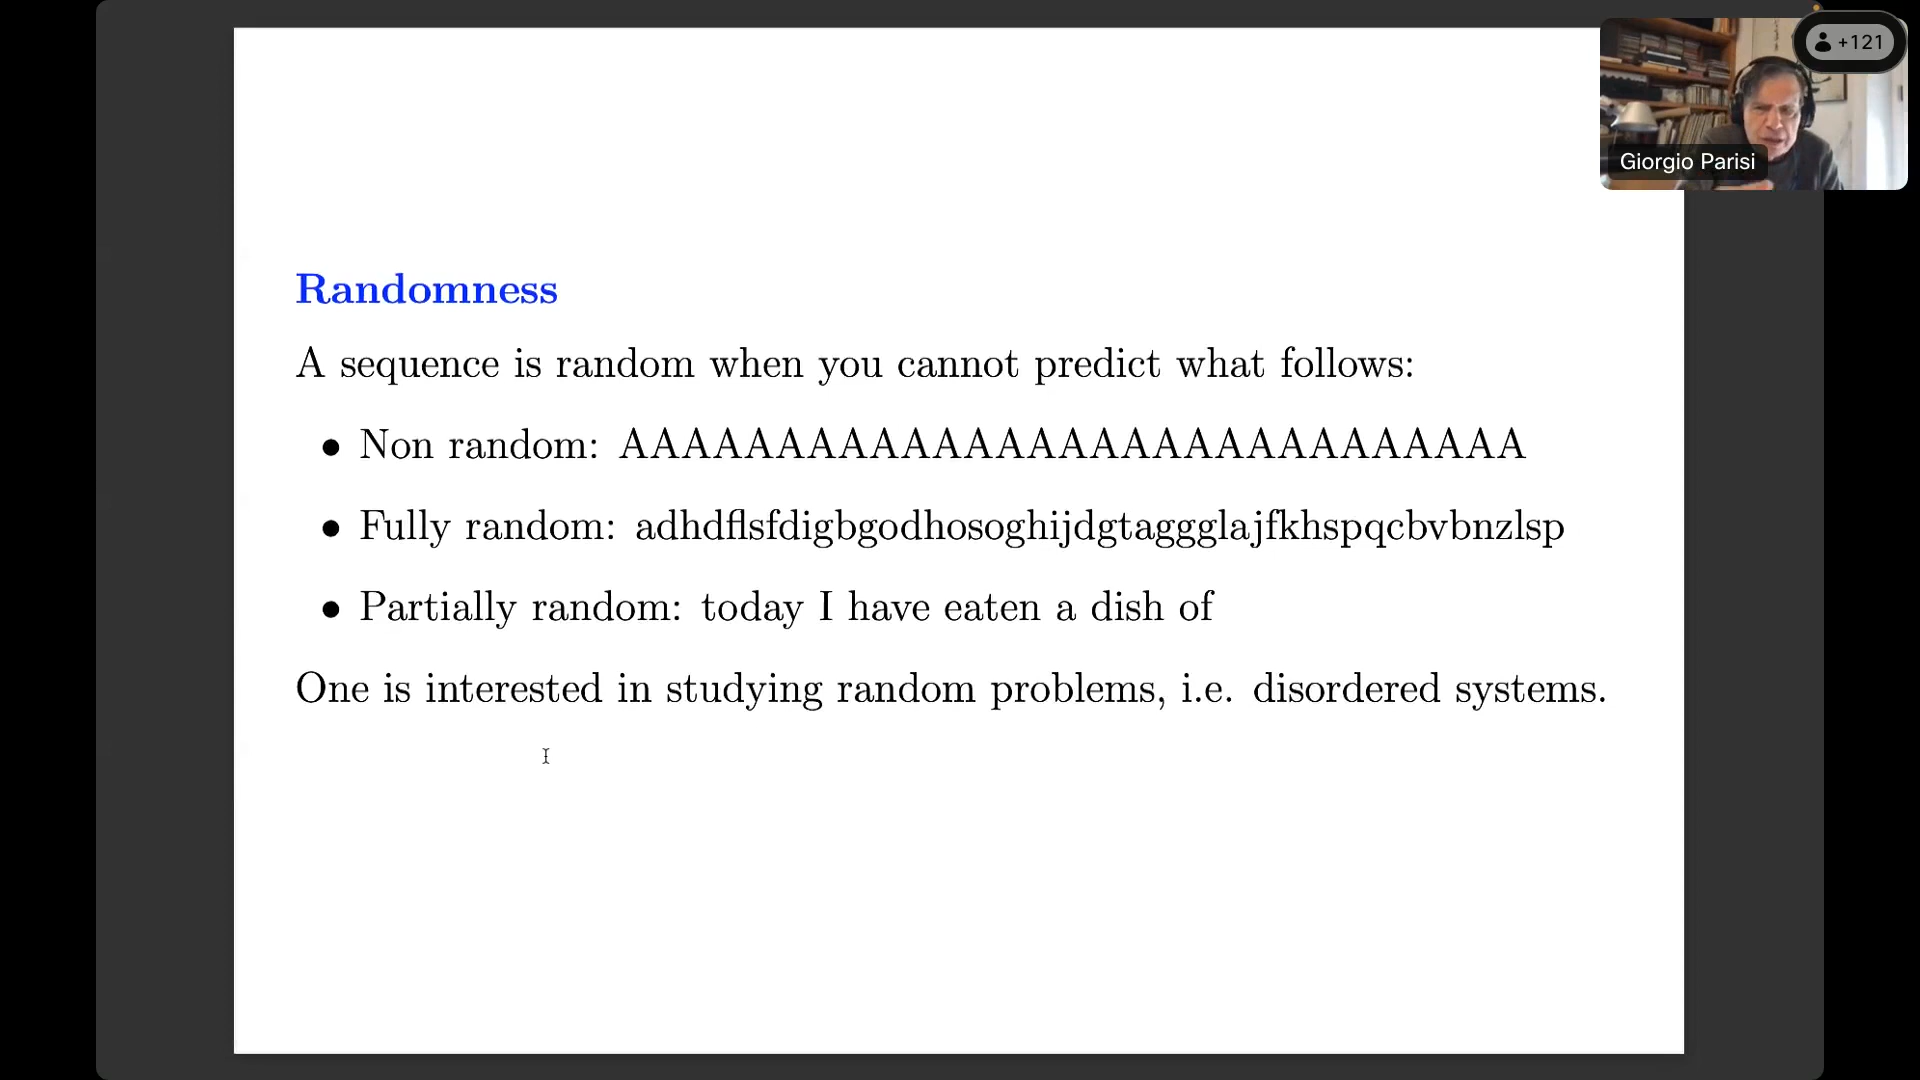 +121
Giorgio Parisi
Randomness
A sequence is random when you cannot predict what follows:
• Non random: AAAAAAAAAAAAAAAAAAAAAAAAAAAAA
• Fully random: adhdflsfdigbgodhosoghijdgtaggglajfkhspqcbvbnzlsp
• Partially random: today I have eaten a dish of
One is interested in studying random problems, i.e. disordered systems.